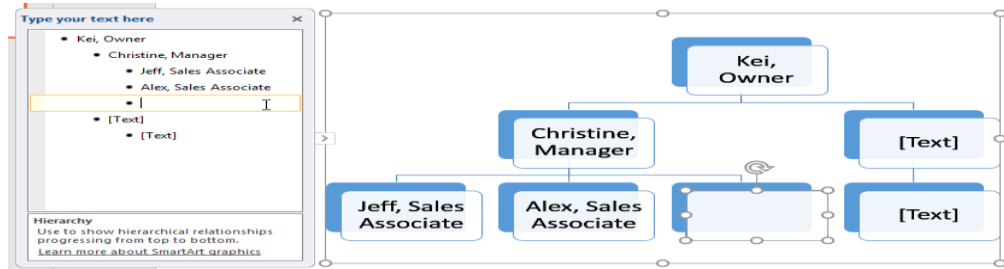 Type your text here
Kei, Owner
Christine, Manager
Jeff, Sales Associate
Alex, Sales Associate
[Text]
[Text]
Hierarchy
Use to show hierarchical relationships
progressing from top to bottom.
Learn more about SmartArt graphics
Kei,
Owner
Christine,
Manager
[Text]
Jeff, Sales
Associate
Alex, Sales
Associate
[Text]